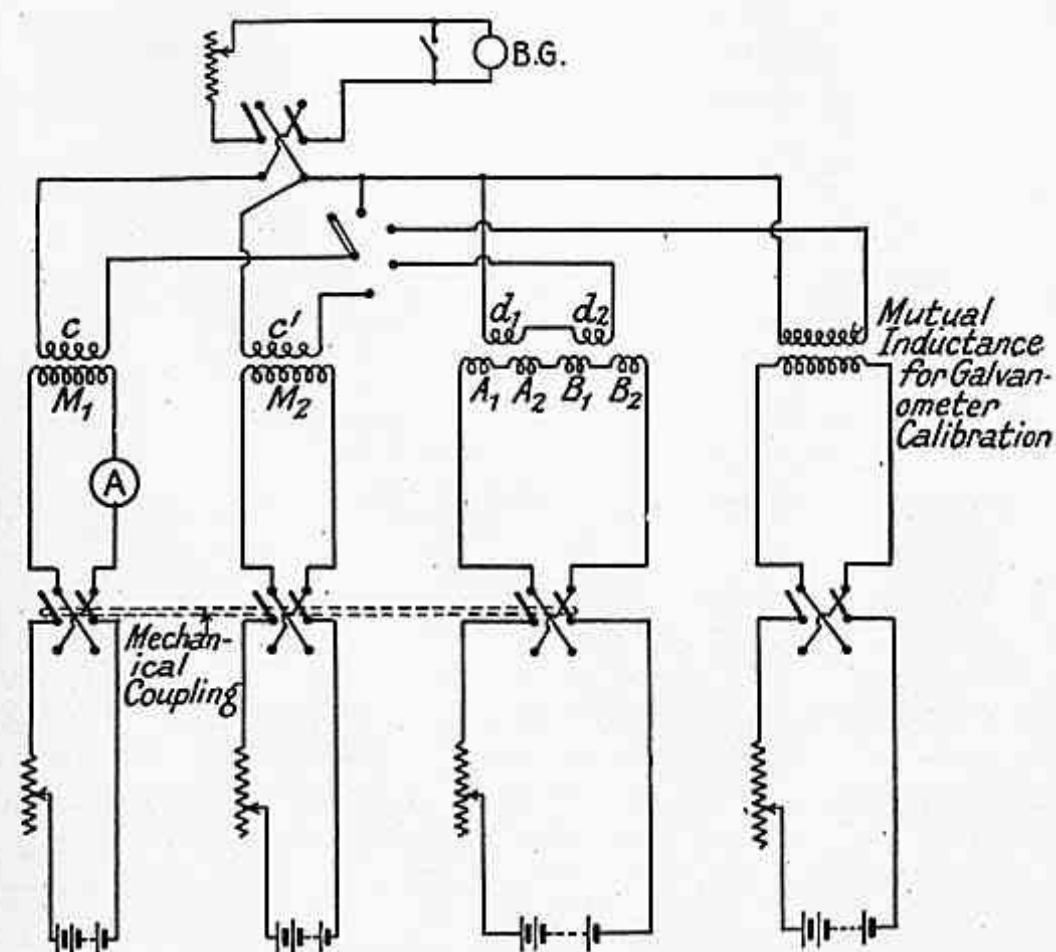 B.G.
c
c'
d₁
d₂
M₁
M₂
A₁ A₂ B₁ B₂
Mutual
Inductance
for Galvan-
ometer
Calibration
A
Mechan-
ical
Coupling